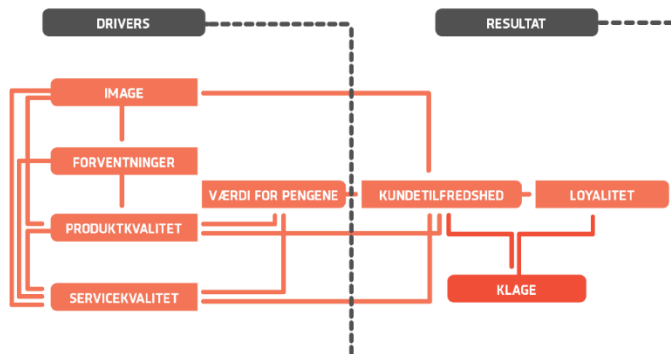 DRIVERS
RESULTAT
IMAGE
FORVENTNINGER
VÆRDI FOR PENGENE
KUNDETILFREDSHED
LOYALITET
PRODUKTKVALITET
KLAGE
SERVICEKVALITET